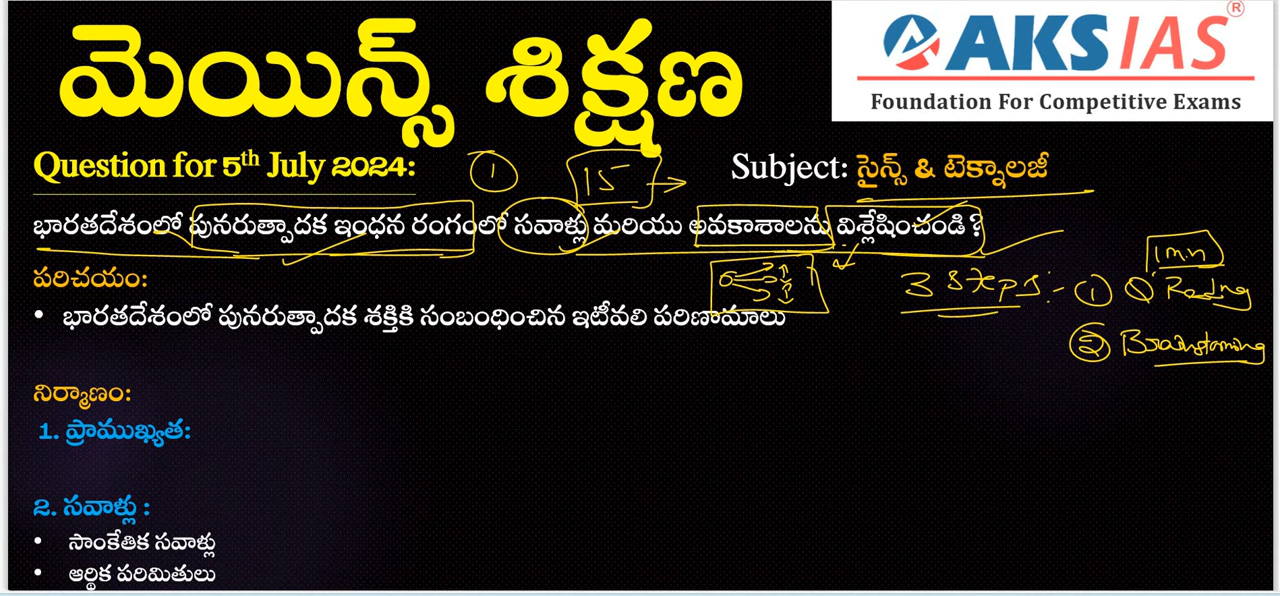 మెయిన్స్ శిక్షణ
AKS IAS ®
Foundation For Competitive Exams
Question for 5th July 2024:
1
15
Subject: సైన్స్ & టెక్నాలజీ
భారతదేశంలో పునరుత్పాదక ఇంధన రంగంలో సవాళ్లు మరియు అవకాశాలను విశ్లేషించండి?
1 min
పరిచయం:
3 Steps:- 1 Q Reading
• భారతదేశంలో పునరుత్పాదక శక్తికి సంబంధించిన ఇటీవలి పరిణామాలు
2 Brainstorming
నిర్మాణం:
1. ప్రాముఖ్యత:
2. సవాళ్లు :
• సాంకేతిక సవాళ్లు
• ఆర్థిక పరిమితులు